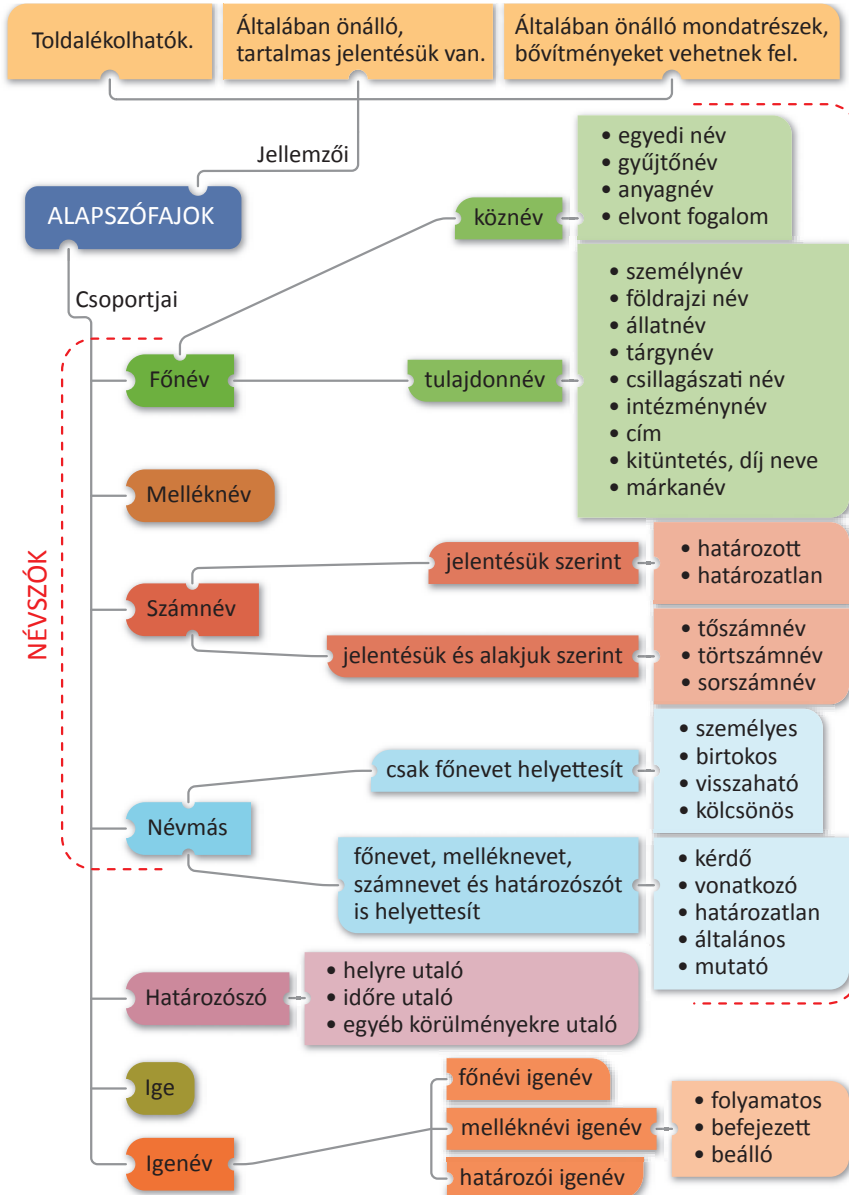 Toldalékolhatók.
Általában önálló,
tartalmas jelentésük van.
Általában önálló mondatrészek,
bővítményeket vehetnek fel.
Jellemzői
ALAPSZÓFAJOK
Csoportjai
NÉVSZÓK
Főnév
köznév
• egyedi név
• gyűjtőnév
• anyagnév
• elvont fogalom
tulajdonnév
• személynév
• földrajzi név
• állatnév
• tárgynév
• csillagászati név
• intézménynév
• cím
• kitüntetés, díj neve
• márkanév
Melléknév
Számnév
jelentésük szerint
• határozott
• határozatlan
jelentésük és alakjuk szerint
• tőszámnév
• törtszámnév
• sorszámnév
Névmás
csak főnevet helyettesít
• személyes
• birtokos
• visszaható
• kölcsönös
főnevet, melléknevet,
számnevet és határozószót
is helyettesít
• kérdő
• vonatkozó
• határozatlan
• általános
• mutató
Határozószó
• helyre utaló
• időre utaló
• egyéb körülményekre utaló
Ige
Igenév
főnévi igenév
melléknévi igenév
• folyamatos
• befejezett
• beálló
határozói igenév